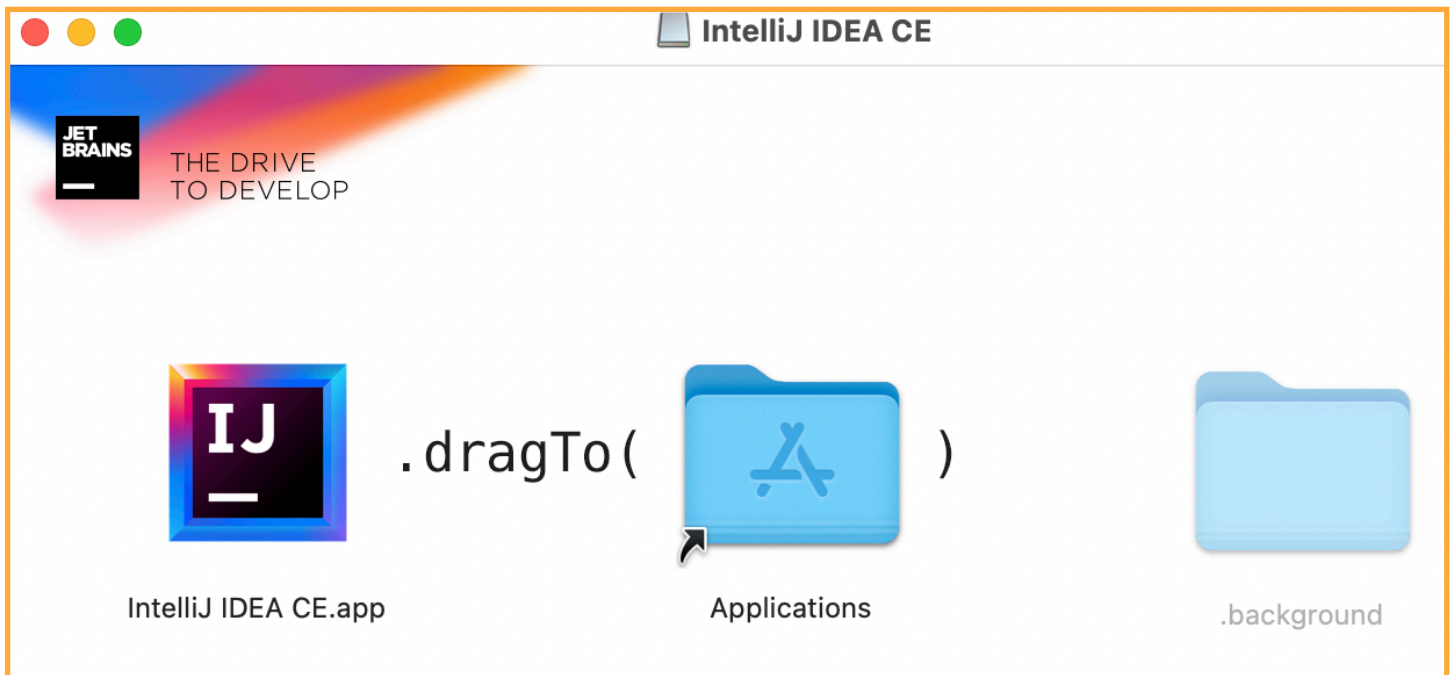 IntelliJ IDEA CE
JET
BRAINS
THE DRIVE
TO DEVELOP
IJ
.dragTo( )
IntelliJ IDEA CE.app
Applications
.background